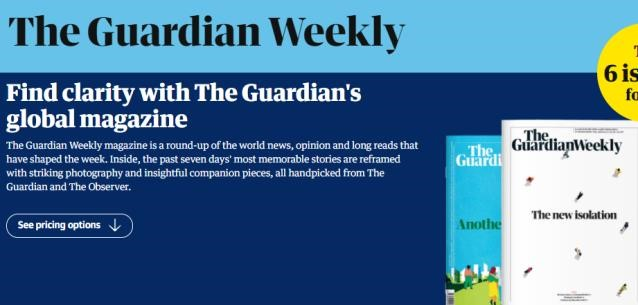 The Guardian Weekly
Find clarity with The Guardian's
global magazine
The Guardian Weekly magazine is a round-up of the world news, opinion and long reads that
have shaped the week. Inside, the past seven days' most memorable stories are reframed
with striking photography and insightful companion pieces, all handpicked from The
Guardian and The Observer.
See pricing options
T
6 is
fo
The
Guardi
Anothe
The
GuardianWeekly
The new isolation